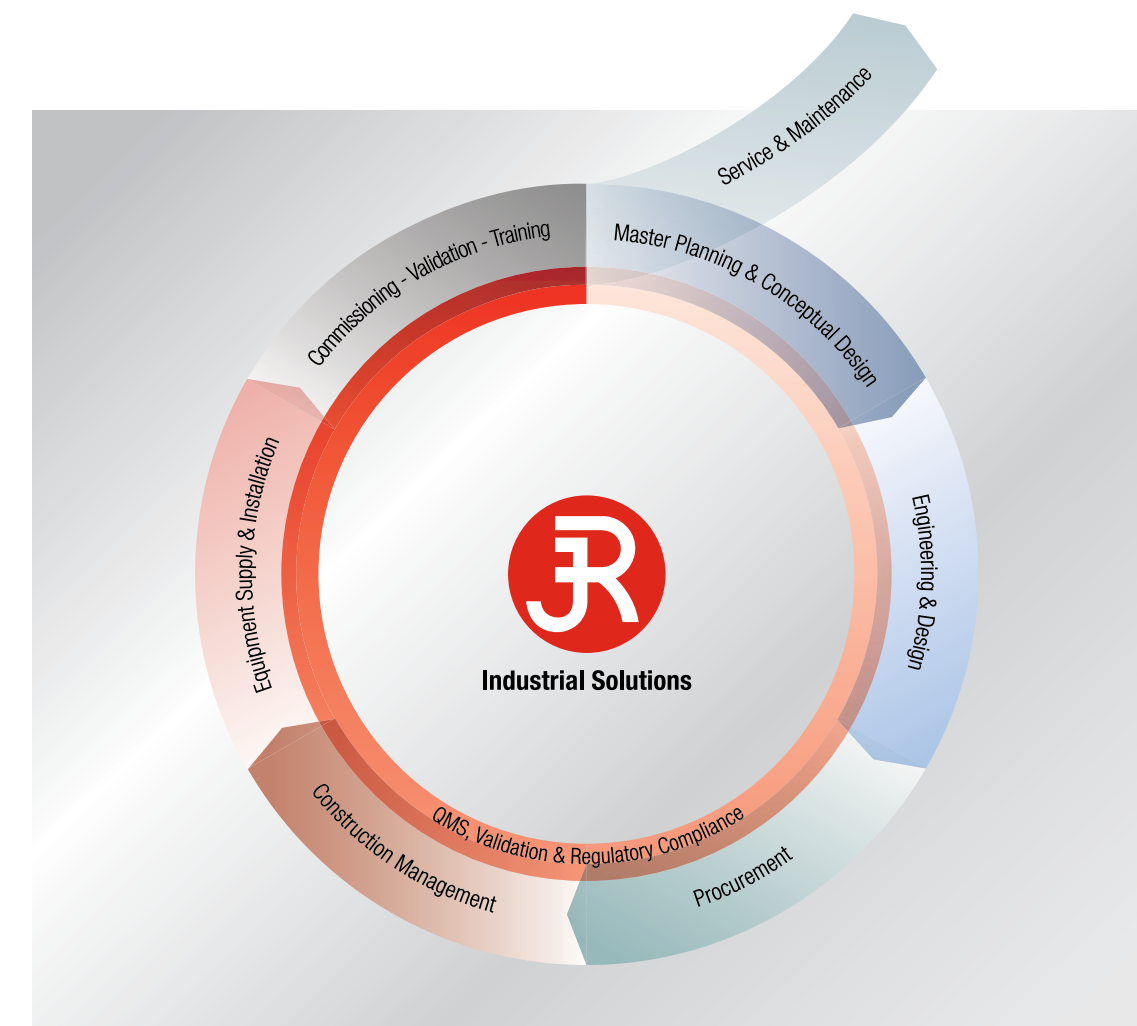 Service & Maintenance
Master Planning & Conceptual Design
Engineering & Design
Procurement
Construction Management
Equipment Supply & Installation
Commissioning - Validation - Training
QMS, Validation & Regulatory Compliance
JR
Industrial Solutions